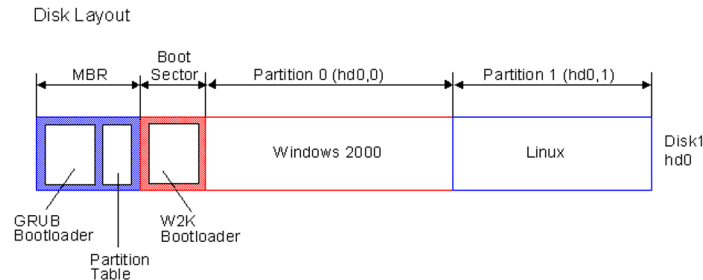 Disk Layout
MBR
Boot
Sector
Partition 0 (hd0,0)
Partition 1 (hd0,1)
Windows 2000
Linux
Disk1
hd0
GRUB
Bootloader
Partition
Table
W2K
Bootloader